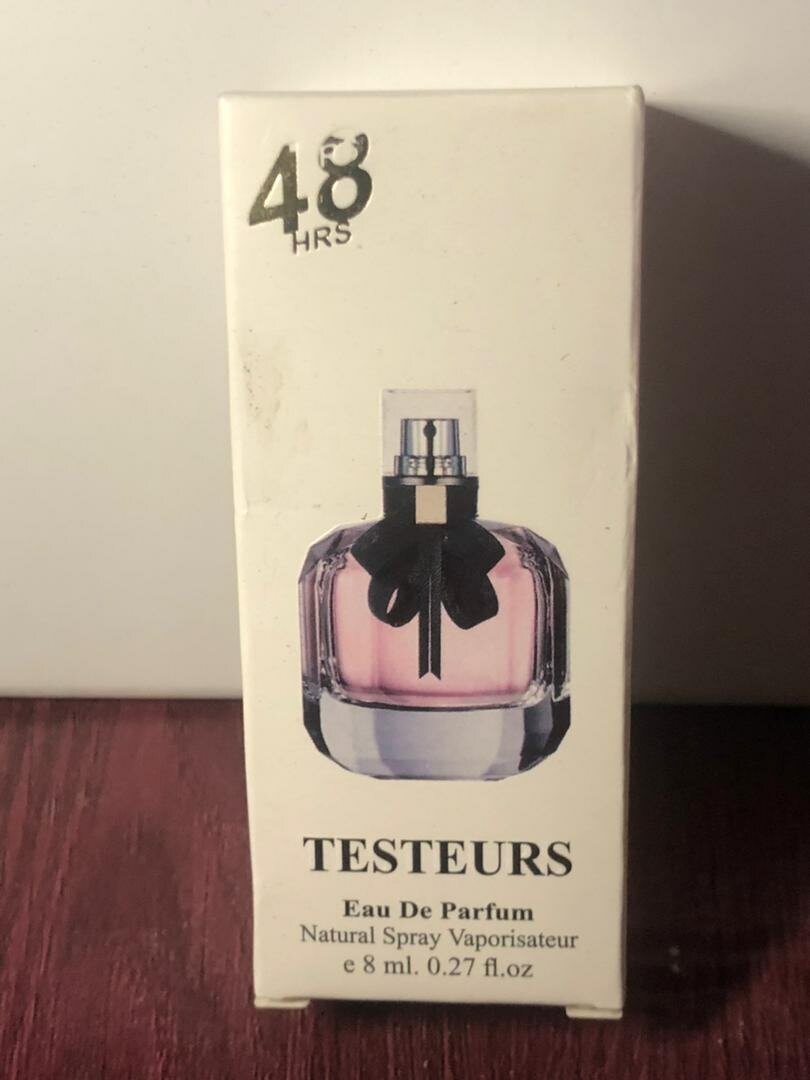 48
HRS
TESTEURS
Eau De Parfum
Natural Spray Vaporisateur
e 8 ml. 0.27 fl.oz